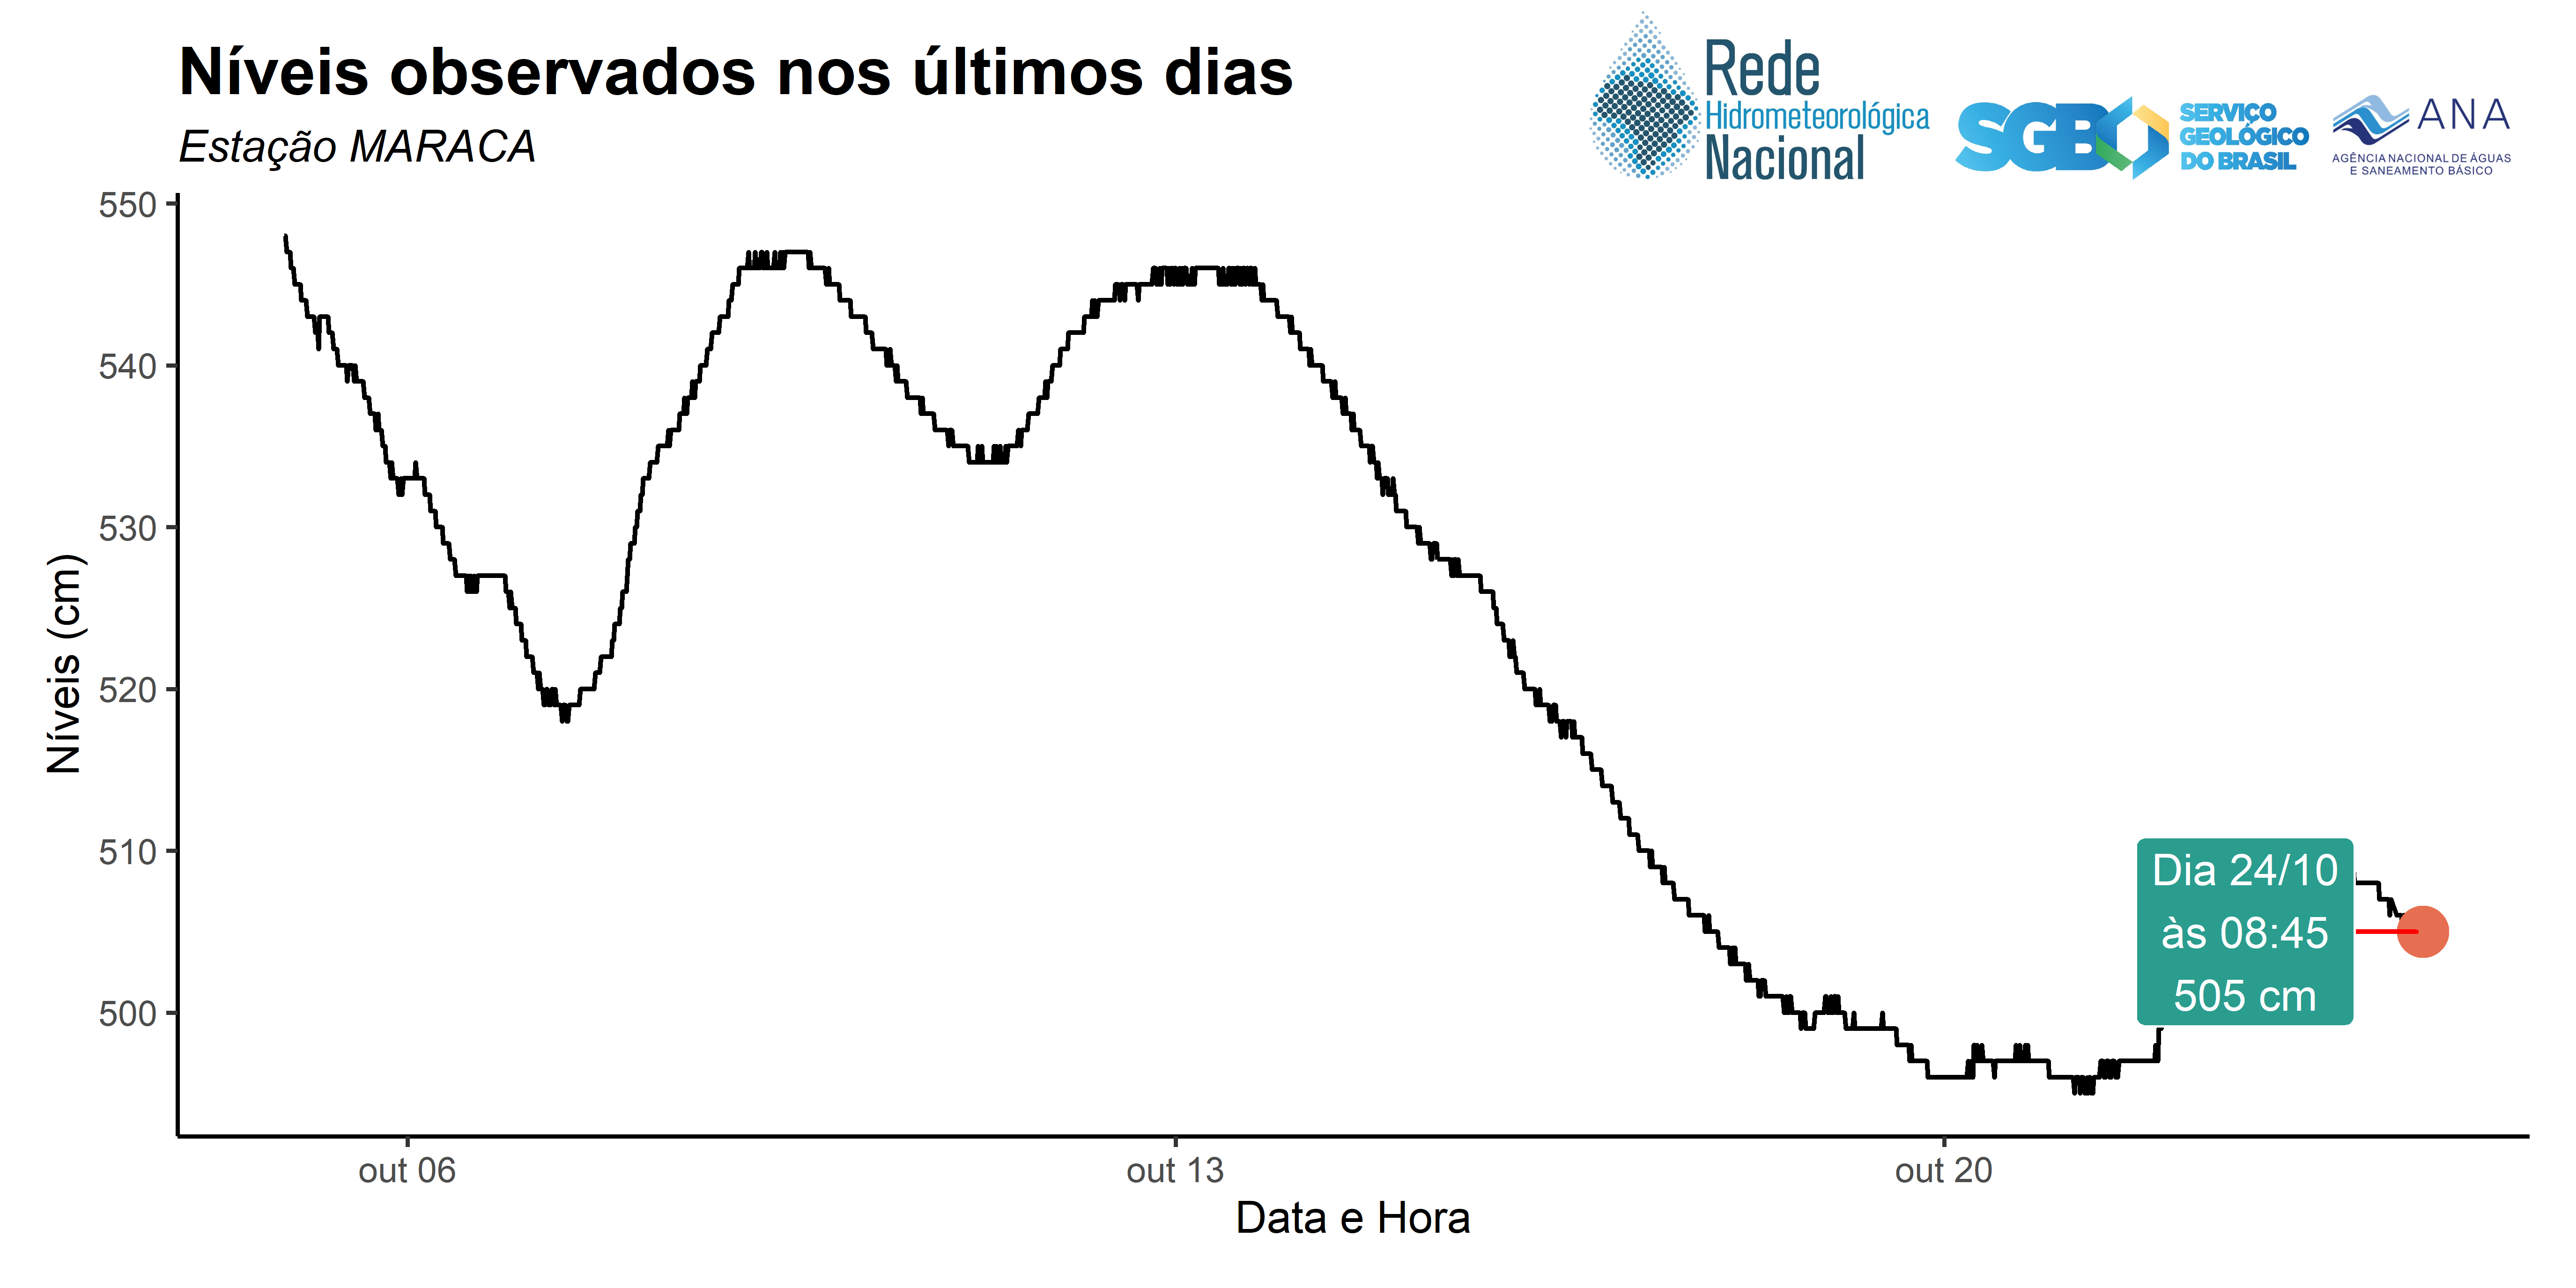 Níveis observados nos últimos dias
Estação MARACA
Rede
Hidrometeorológica
Nacional
SGB
SERVIÇO
GEOLÓGICO
DO BRASIL
ANA
AGÊNCIA NACIONAL DE ÁGUAS
E SANEAMENTO BÁSICO
Níveis (cm)
550
540
530
520
510
500
Dia 24/10
às 08:45
505 cm
out 06
out 13
out 20
Data e Hora